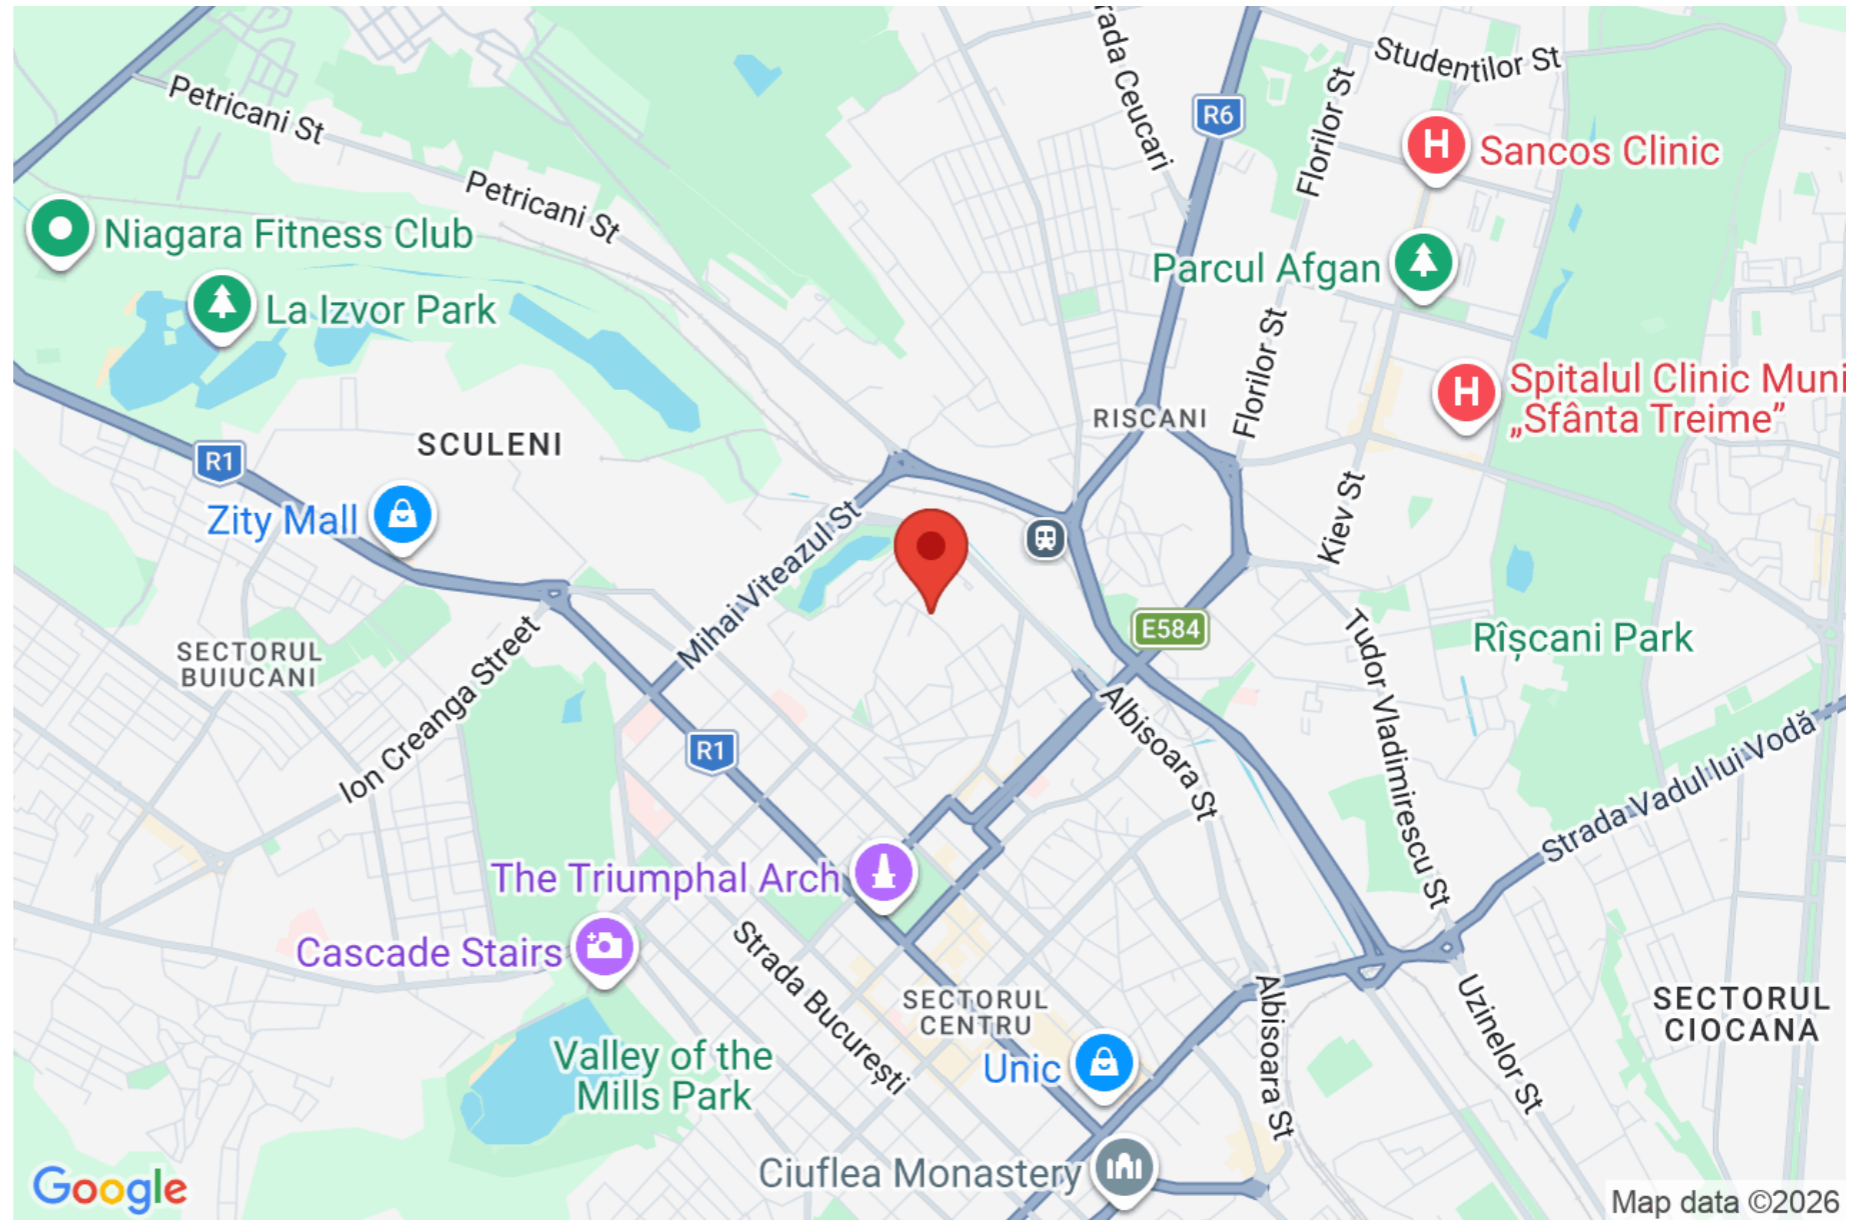 Studentilor St
rada Ceucari
R6
Florilor St
Petricani St
Sancos Clinic
Petricani St
Niagara Fitness Club
Parcul Afgan
La Izvor Park
Florilor St
Spitalul Clinic Muni
„Sfânta Treime”
RISCANI
SCULENI
R1
Zity Mall
Mihai Viteazul St
Kiev St
E584
Rîșcani Park
SECTORUL
BUIUCANI
Ion Creanga Street
Tudor Vladimirescu St
Albisoara St
R1
Strada Vadul lui Vodă
The Triumphal Arch
Cascade Stairs
Strada București
SECTORUL
CENTRU
Albisoara St
Uzinelor St
SECTORUL
CIOCANA
Valley of the
Mills Park
Unic
Ciuflea Monastery
Google
Map data ©2026